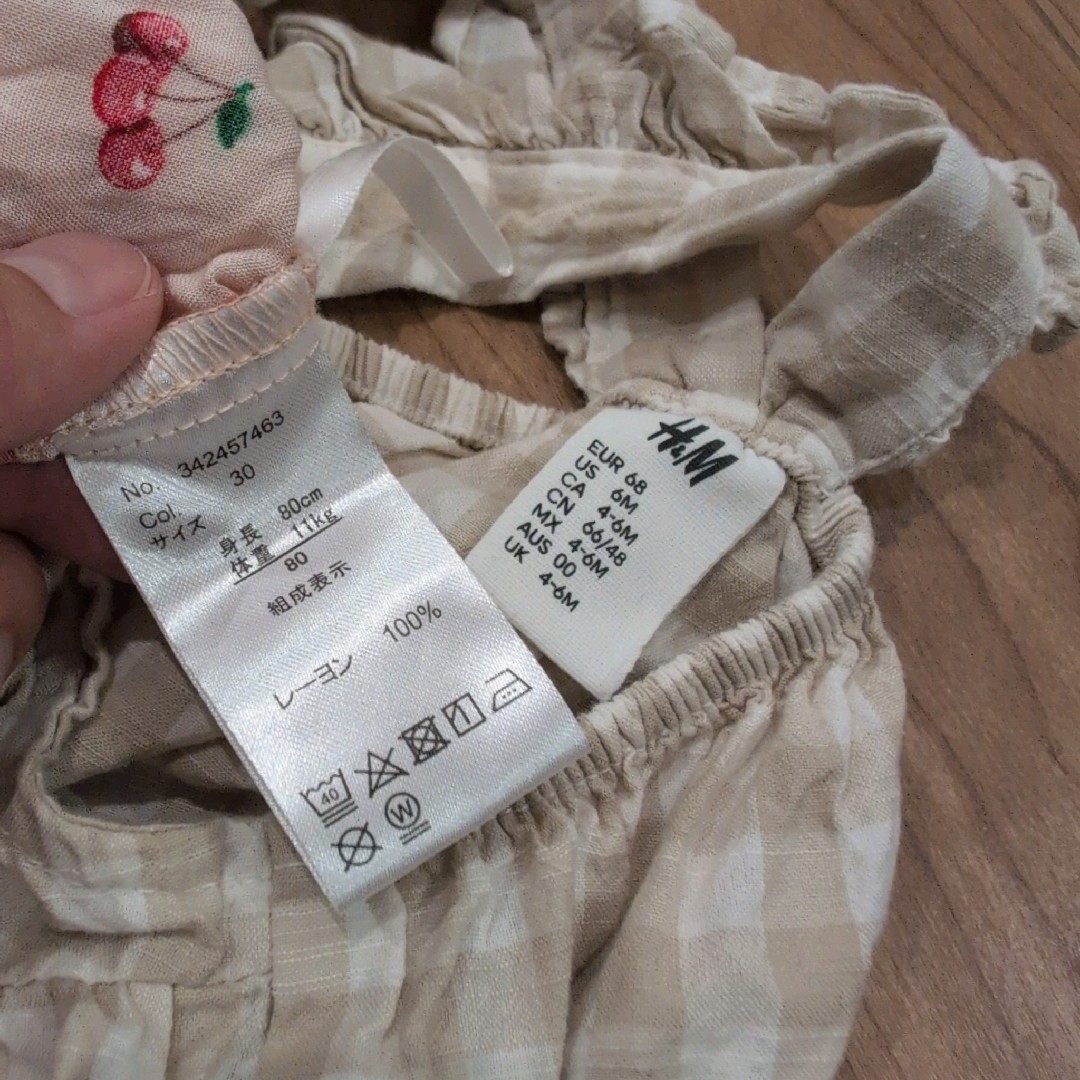 No. 342457463
Col. 30
サイズ 身長 80cm
体重 11kg
80
組成表示
レーヨン 100%
40
W
H&M
EUR 68
US 6M
CA 4-6M
CN 66/48
MX 4-6M
AUS 00
UK 4-6M